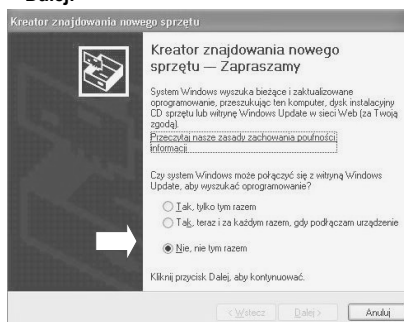 Dalej.
Kreator znajdowania nowego sprzętu
Kreator znajdowania nowego
sprzętu — Zapraszamy
System Windows wyszuka bieżące i zaktualizowane
oprogramowanie, przeszukując ten komputer, dysk instalacyjny
CD sprzętu lub witrynę Windows Update w sieci Web (za Twoją
zgodą).
Przeczytaj nasze zasady zachowania poufności
informacji
Czy system Windows może połączyć się z witryną Windows
Update, aby wyszukać oprogramowanie?
Tak, tylko tym razem
Tak, teraz i za każdym razem, gdy podłączam urządzenie
Nie, nie tym razem
Kliknij przycisk Dalej, aby kontynuować.
< Wstecz
Dalej >
Anuluj